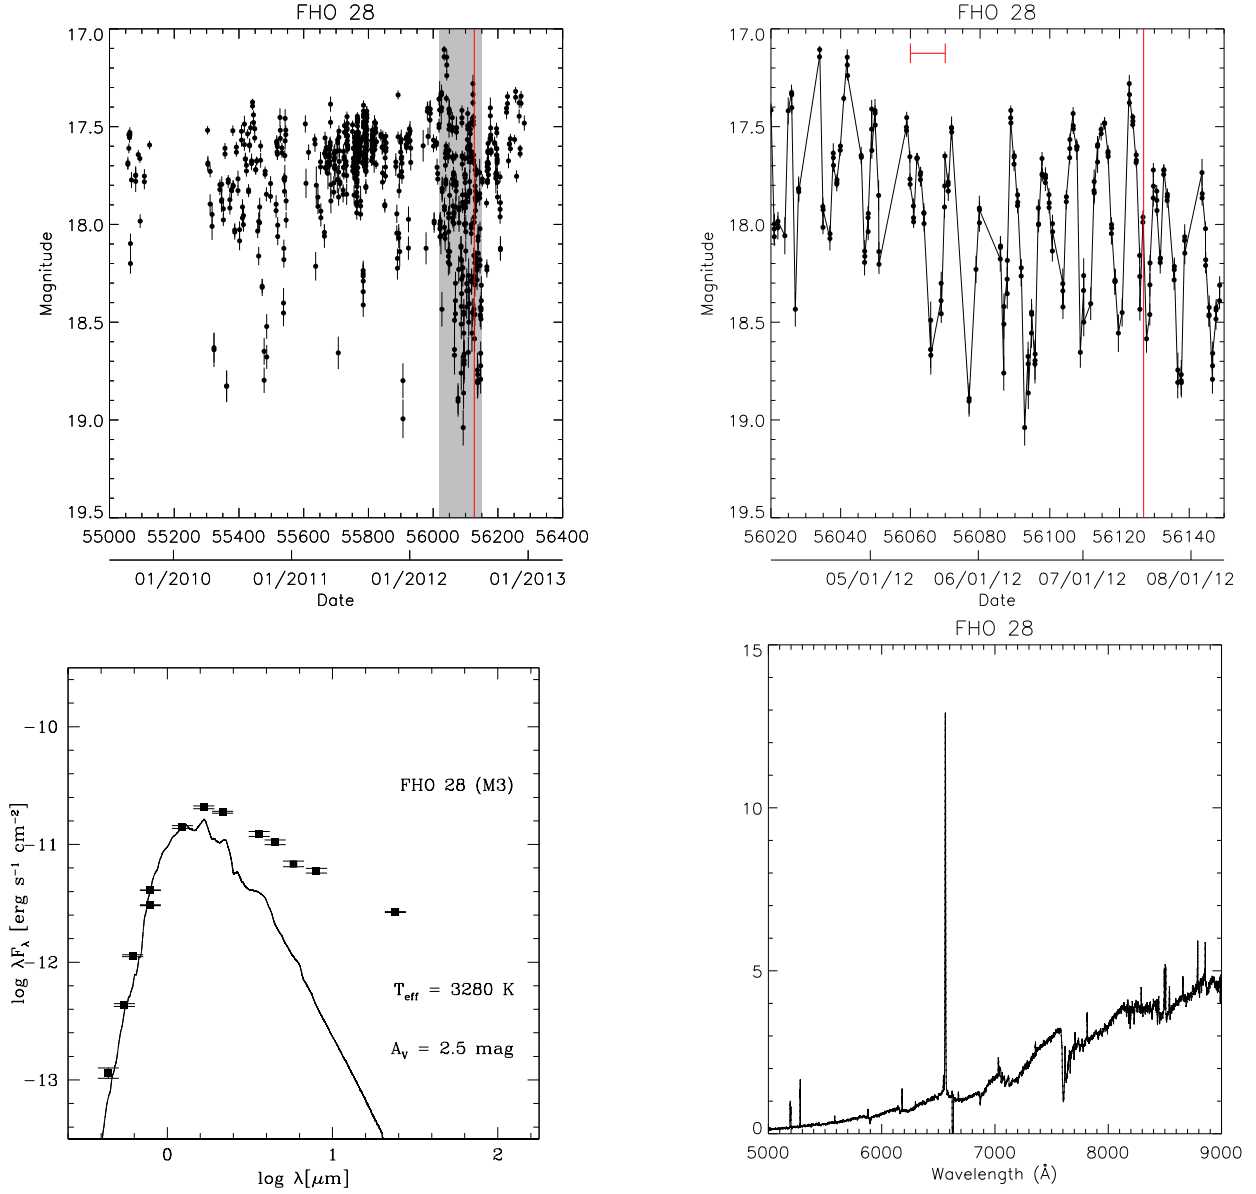 FHO 28
17.0
17.5
18.0
18.5
19.0
19.5
Magnitude
55000 55200 55400 55600 55800 56000 56200 56400
01/2010 01/2011 01/2012 01/2013
Date
FHO 28
17.0
17.5
18.0
18.5
19.0
19.5
Magnitude
56020 56040 56060 56080 56100 56120 56140
05/01/12 06/01/12 07/01/12 08/01/12
Date
−10
−11
−12
−13
log λFλ [erg s⁻¹ cm⁻²]
FHO 28 (M3)
Teff = 3280 K
AV = 2.5 mag
0 1 2
log λ[μm]
FHO 28
15
10
5
0
5000 6000 7000 8000 9000
Wavelength (Å)